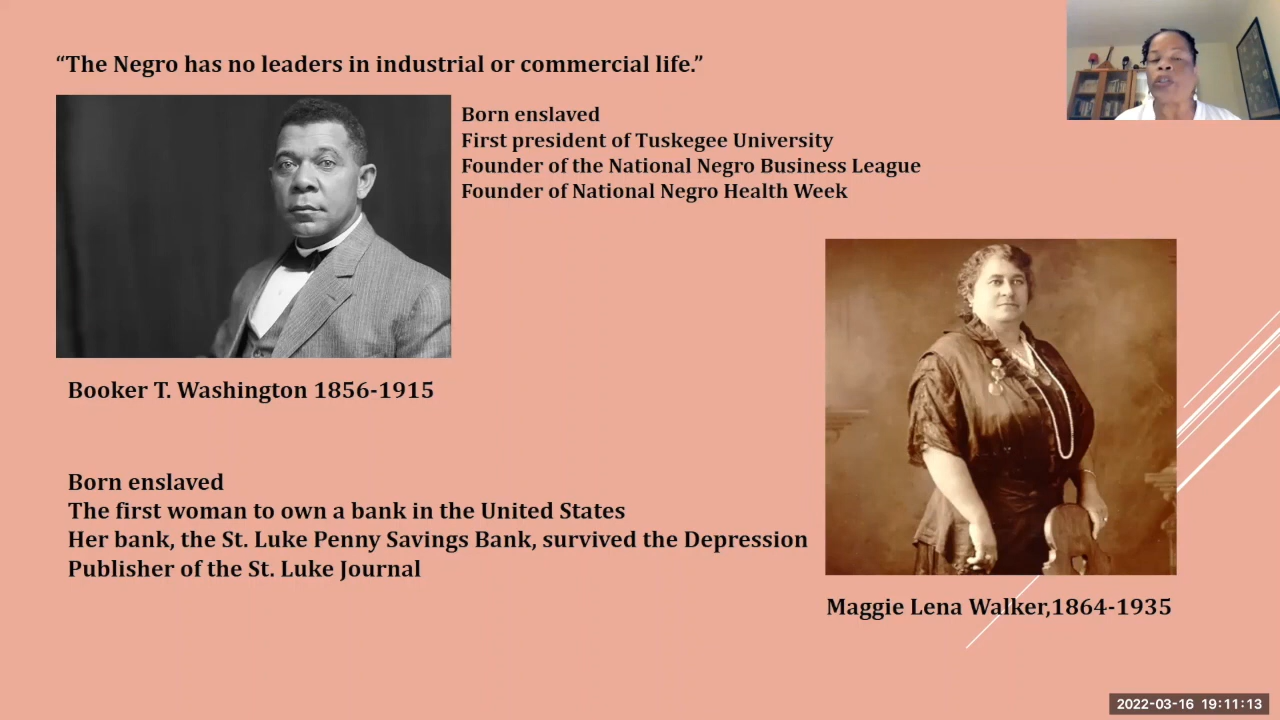 “The Negro has no leaders in industrial or commercial life.”
Born enslaved
First president of Tuskegee University
Founder of the National Negro Business League
Founder of National Negro Health Week
Booker T. Washington 1856-1915
Born enslaved
The first woman to own a bank in the United States
Her bank, the St. Luke Penny Savings Bank, survived the Depression
Publisher of the St. Luke Journal
Maggie Lena Walker,1864-1935
2022-03-16 19:11:13